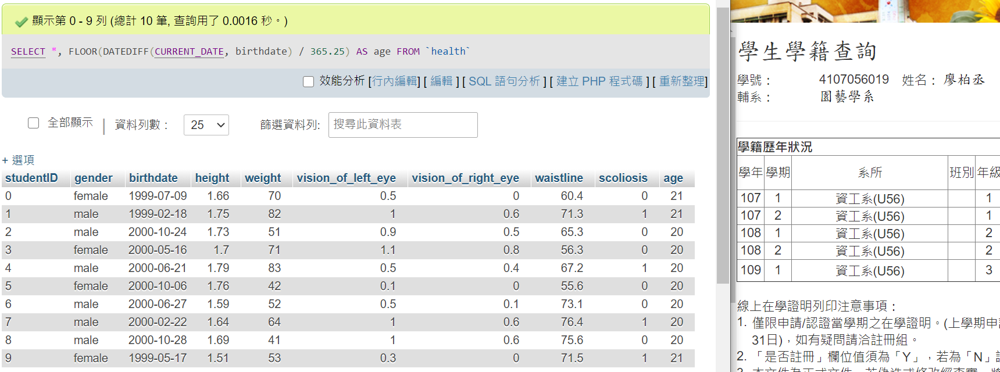 顯示第 0 - 9 列 (總計 10 筆, 查詢用了 0.0016 秒。)
SELECT *, FLOOR(DATEDIFF(CURRENT_DATE, birthdate) / 365.25) AS age FROM `health`
效能分析 [行內編輯] [ 編輯 ] [ SQL 語句分析 ] [ 建立 PHP 程式碼 ] [ 重新整理]
全部顯示 | 資料列數： 25 篩選資料列: 搜尋此資料表
+ 選項
studentID gender birthdate height weight vision_of_left_eye vision_of_right_eye waistline scoliosis age
0 female 1999-07-09 1.66 70 0.5 0 60.4 0 21
1 male 1999-02-18 1.75 82 1 0.6 71.3 1 21
2 male 2000-10-24 1.73 51 0.9 0.5 65.3 0 20
3 female 2000-05-16 1.7 71 1.1 0.8 56.3 0 20
4 male 2000-06-21 1.79 83 0.5 0.4 67.2 1 20
5 female 2000-10-06 1.76 42 0.1 0 55.6 0 20
6 male 2000-06-27 1.59 52 0.5 0.1 73.1 0 20
7 male 2000-02-22 1.64 64 1 0.6 76.4 1 20
8 male 2000-10-28 1.69 41 1 0.6 75.6 0 20
9 female 1999-05-17 1.51 53 0.3 0 71.5 1 21
學生學籍查詢
學號： 4107056019 姓名： 廖柏丞
輔系： 園藝學系
學籍歷年狀況
學年 學期 系所 班別 年級
107 1 資工系(U56) 1
107 2 資工系(U56) 1
108 1 資工系(U56) 2
108 2 資工系(U56) 2
109 1 資工系(U56) 3
線上在學證明列印注意事項：
1. 僅限申請/認證當學期之在學證明。(上學期申
31日)，如有疑問請洽註冊組。
2. 「是否註冊」欄位值須為「Y」，若為「N」